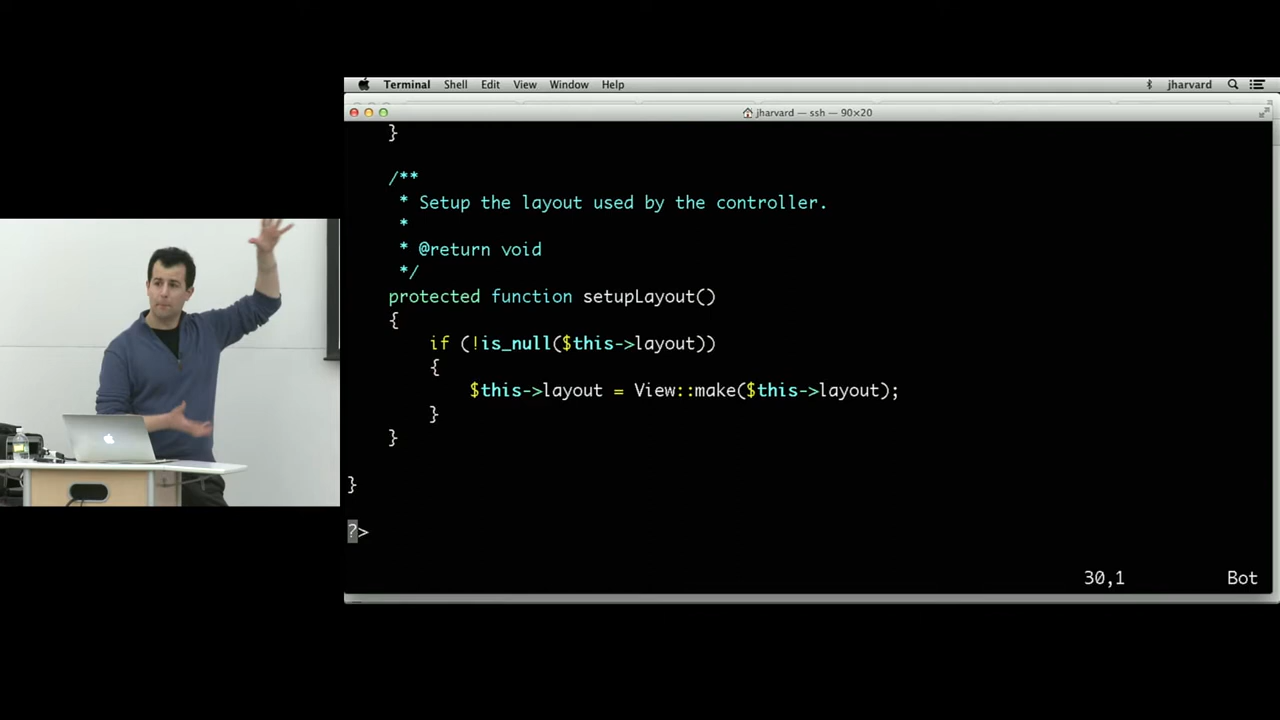 Terminal Shell Edit View Window Help jharvard
jharvard — ssh — 90×20
}
/**
* Setup the layout used by the controller.
*
* @return void
*/
protected function setupLayout()
{
if (!is_null($this->layout))
{
$this->layout = View::make($this->layout);
}
}
}
?>
30,1 Bot